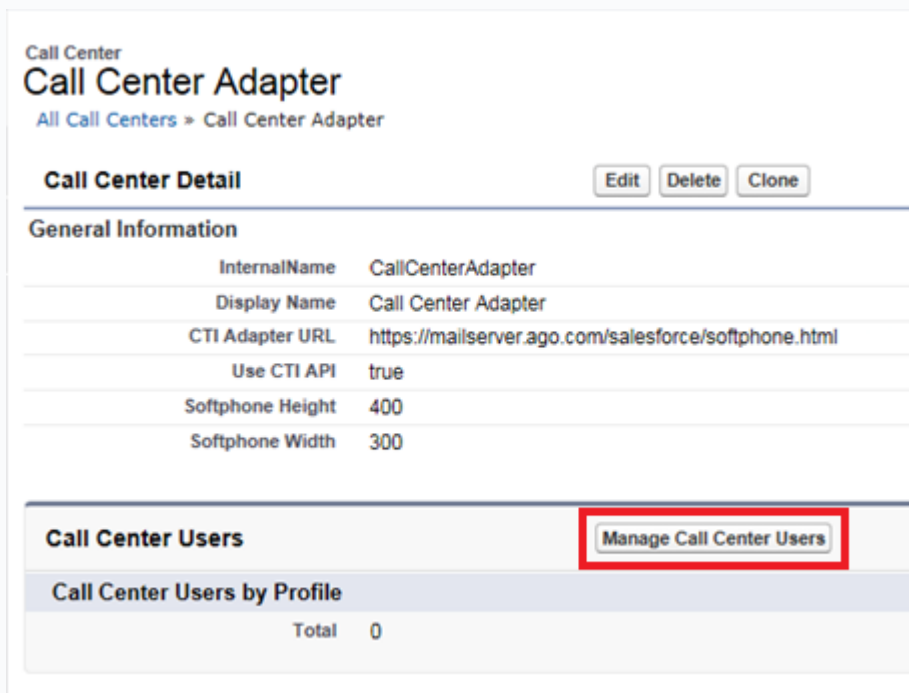 Call Center
Call Center Adapter
All Call Centers » Call Center Adapter
Call Center Detail Edit Delete Clone
General Information
InternalName CallCenterAdapter
Display Name Call Center Adapter
CTI Adapter URL https://mailserver.ago.com/salesforce/softphone.html
Use CTI API true
Softphone Height 400
Softphone Width 300
Call Center Users Manage Call Center Users
Call Center Users by Profile
Total 0